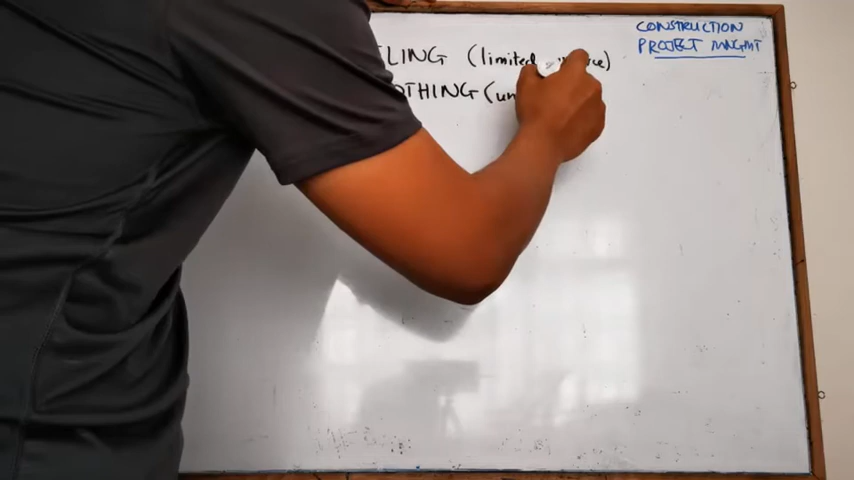 CONSTRUCTION
PROJECT MNGMT
LING (limited
OTHING (un